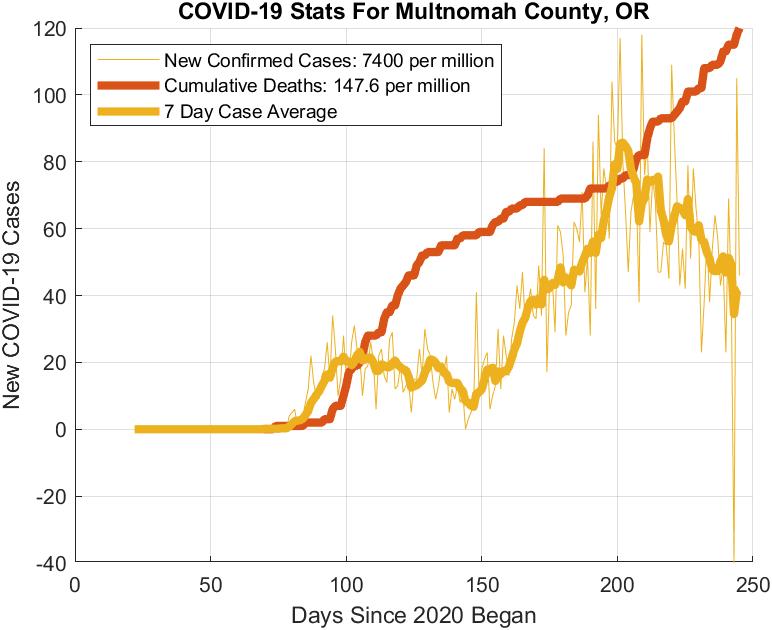 COVID-19 Stats For Multnomah County, OR
New Confirmed Cases: 7400 per million
Cumulative Deaths: 147.6 per million
7 Day Case Average
New COVID-19 Cases
120
100
80
60
40
20
0
-20
-40
0 50 100 150 200 250
Days Since 2020 Began